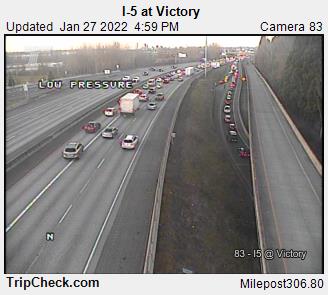 I-5 at Victory
Updated Jan 27 2022 4:59 PM Camera 83
LOW PRESSURE
N
83 - I5 @ Victory
TripCheck.com Milepost306.80